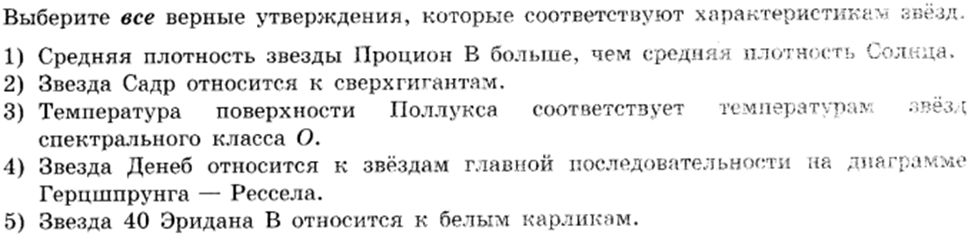 Выберите все верные утверждения, которые соответствуют характеристикам звёзд.
1) Средняя плотность звезды Процион В больше, чем средняя плотность Солнца.
2) Звезда Садр относится к сверхгигантам.
3) Температура поверхности Поллукса соответствует температурам звёзд
спектрального класса O.
4) Звезда Денеб относится к звёздам главной последовательности на диаграмме
Герцшпрунга — Рессела.
5) Звезда 40 Эридана В относится к белым карликам.